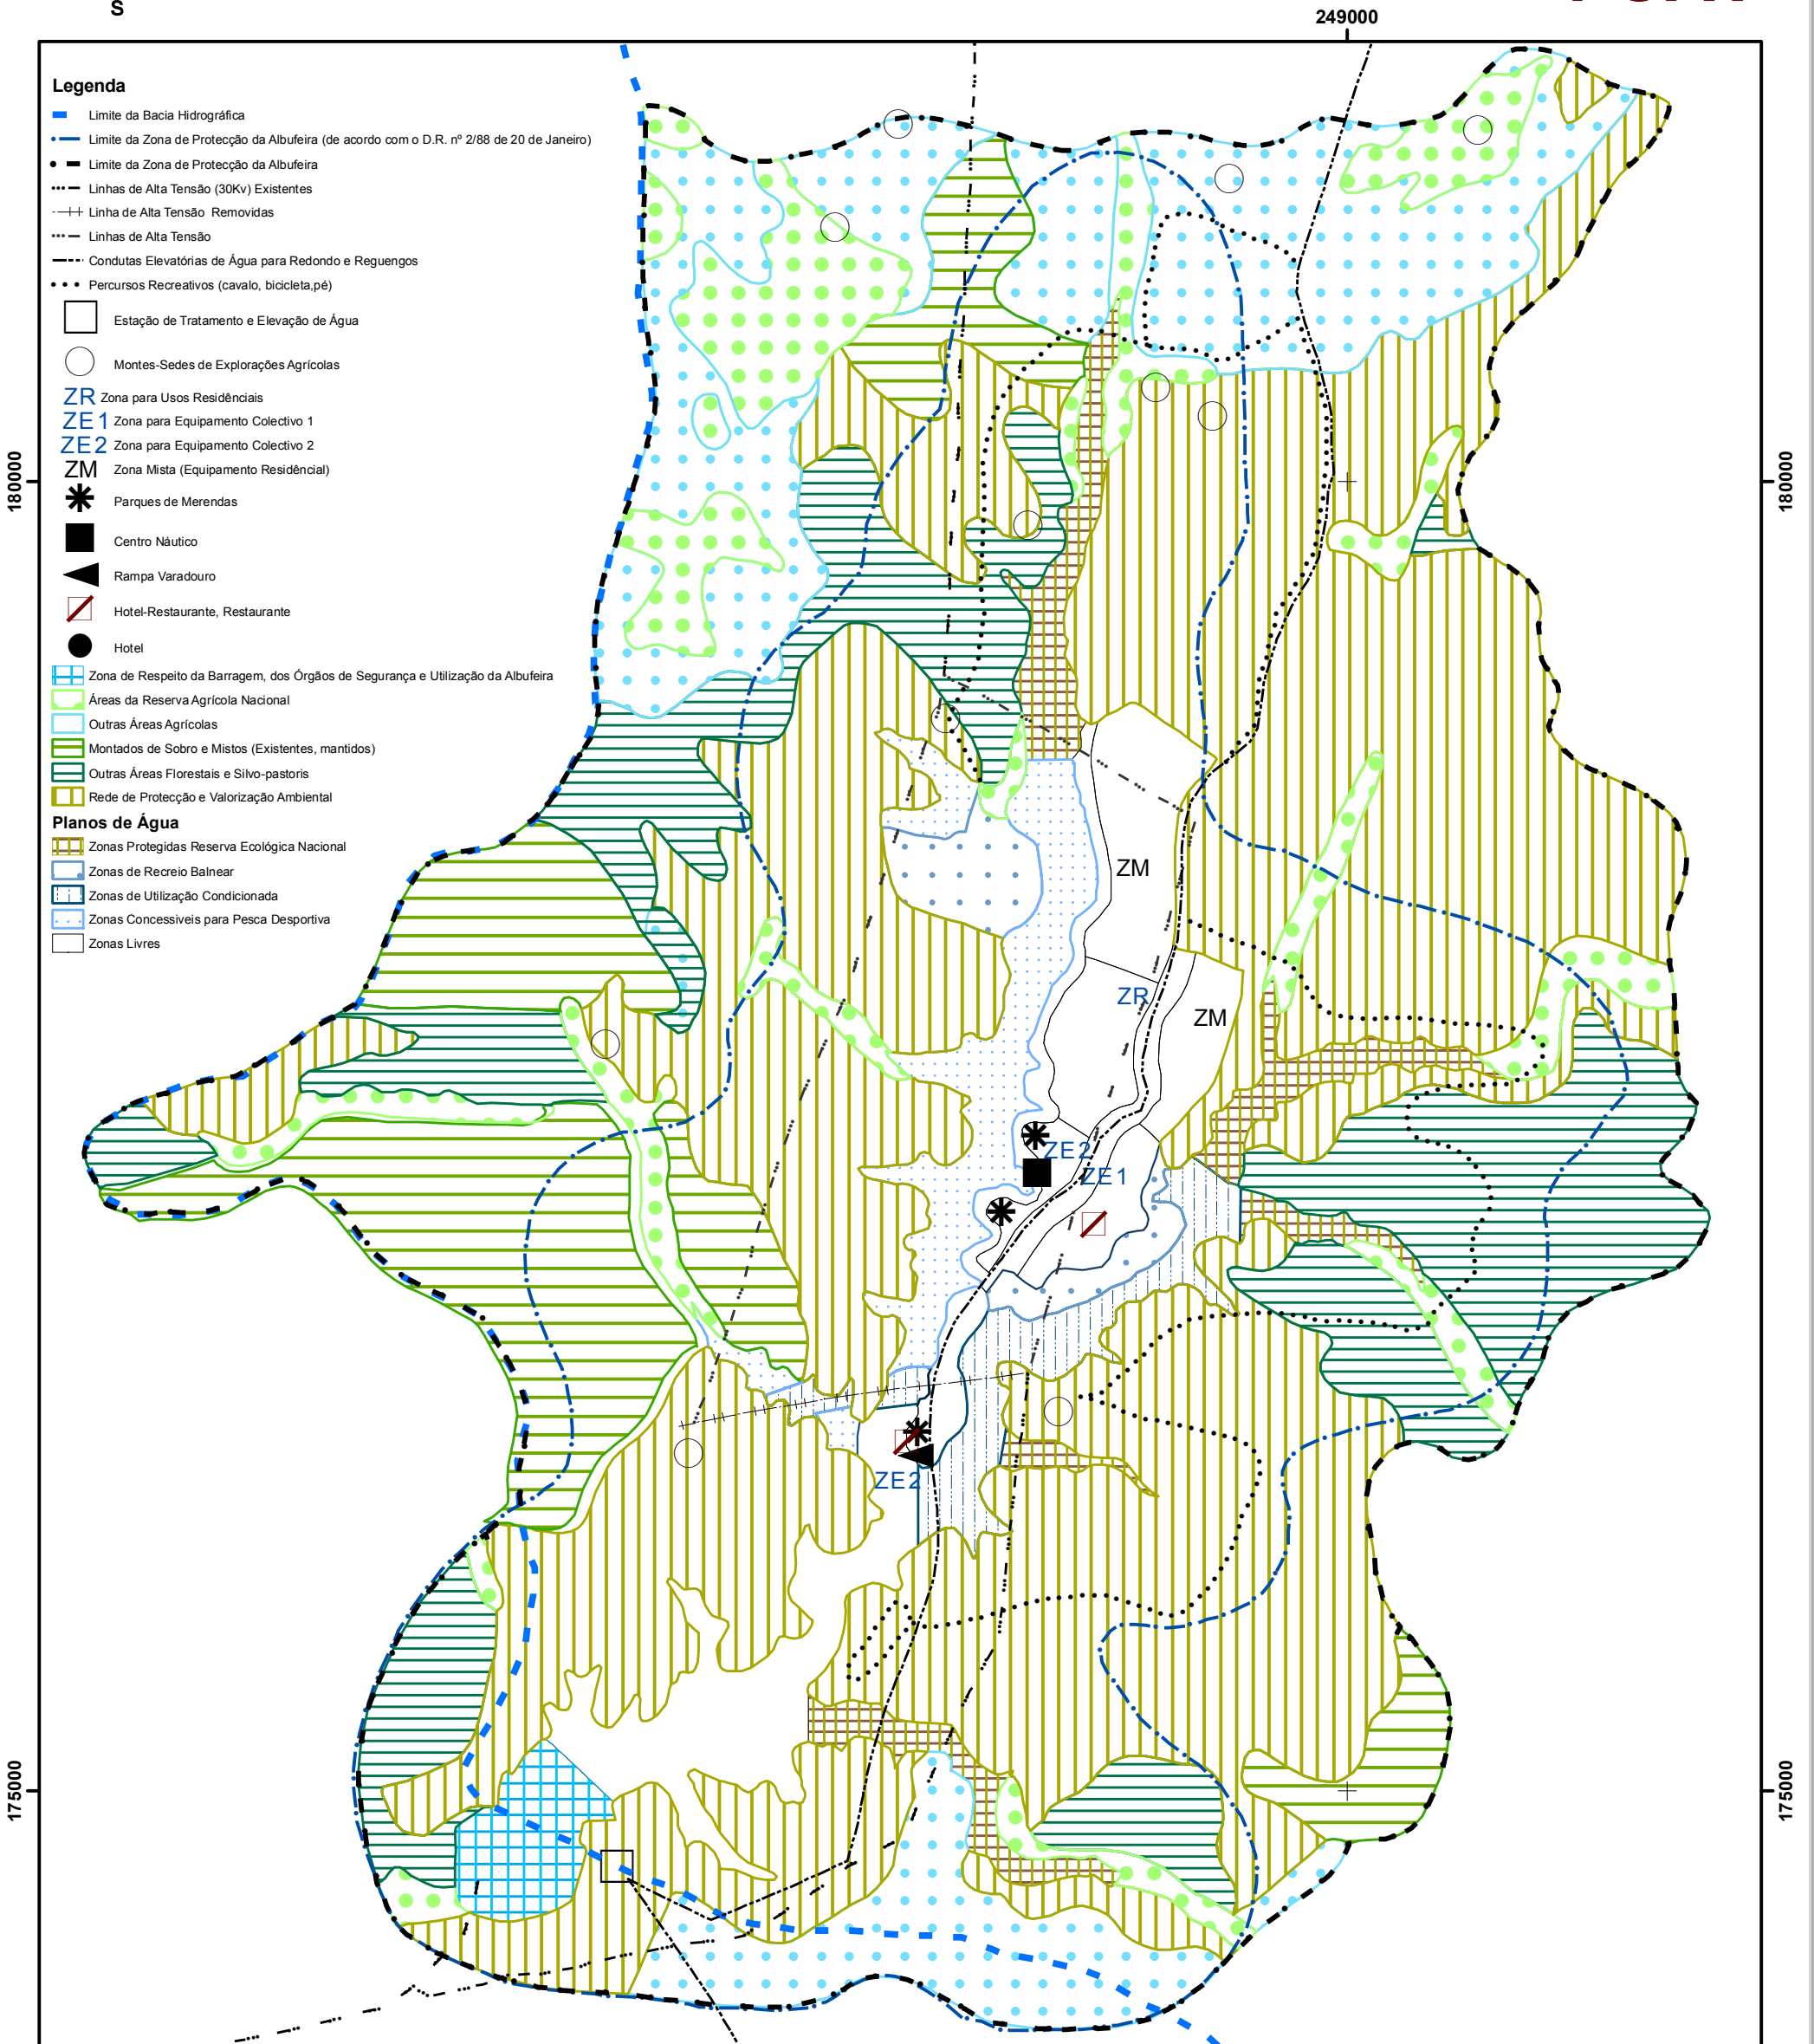 S
249000
Legenda
Limite da Bacia Hidrográfica
Limite da Zona de Protecção da Albufeira (de acordo com o D.R. nº 2/88 de 20 de Janeiro)
Limite da Zona de Protecção da Albufeira
Linhas de Alta Tensão (30Kv) Existentes
Linha de Alta Tensão Removidas
Linhas de Alta Tensão
Condutas Elevatórias de Água para Redondo e Reguengos
Percursos Recreativos (cavalo, bicicleta,pé)
Estação de Tratamento e Elevação de Água
Montes-Sedes de Explorações Agrícolas
ZR Zona para Usos Residênciais
ZE1 Zona para Equipamento Colectivo 1
ZE2 Zona para Equipamento Colectivo 2
ZM Zona Mista (Equipamento Residêncial)
Parques de Merendas
Centro Náutico
Rampa Varadouro
Hotel-Restaurante, Restaurante
Hotel
Zona de Respeito da Barragem, dos Órgãos de Segurança e Utilização da Albufeira
Áreas da Reserva Agrícola Nacional
Outras Áreas Agrícolas
Montados de Sobro e Mistos (Existentes, mantidos)
Outras Áreas Florestais e Silvo-pastoris
Rede de Protecção e Valorização Ambiental
Planos de Água
Zonas Protegidas Reserva Ecológica Nacional
Zonas de Recreio Balnear
Zonas de Utilização Condicionada
Zonas Concessiveis para Pesca Desportiva
Zonas Livres
180000
180000
ZM
ZR
ZM
ZE2
ZE1
ZE2
175000
175000